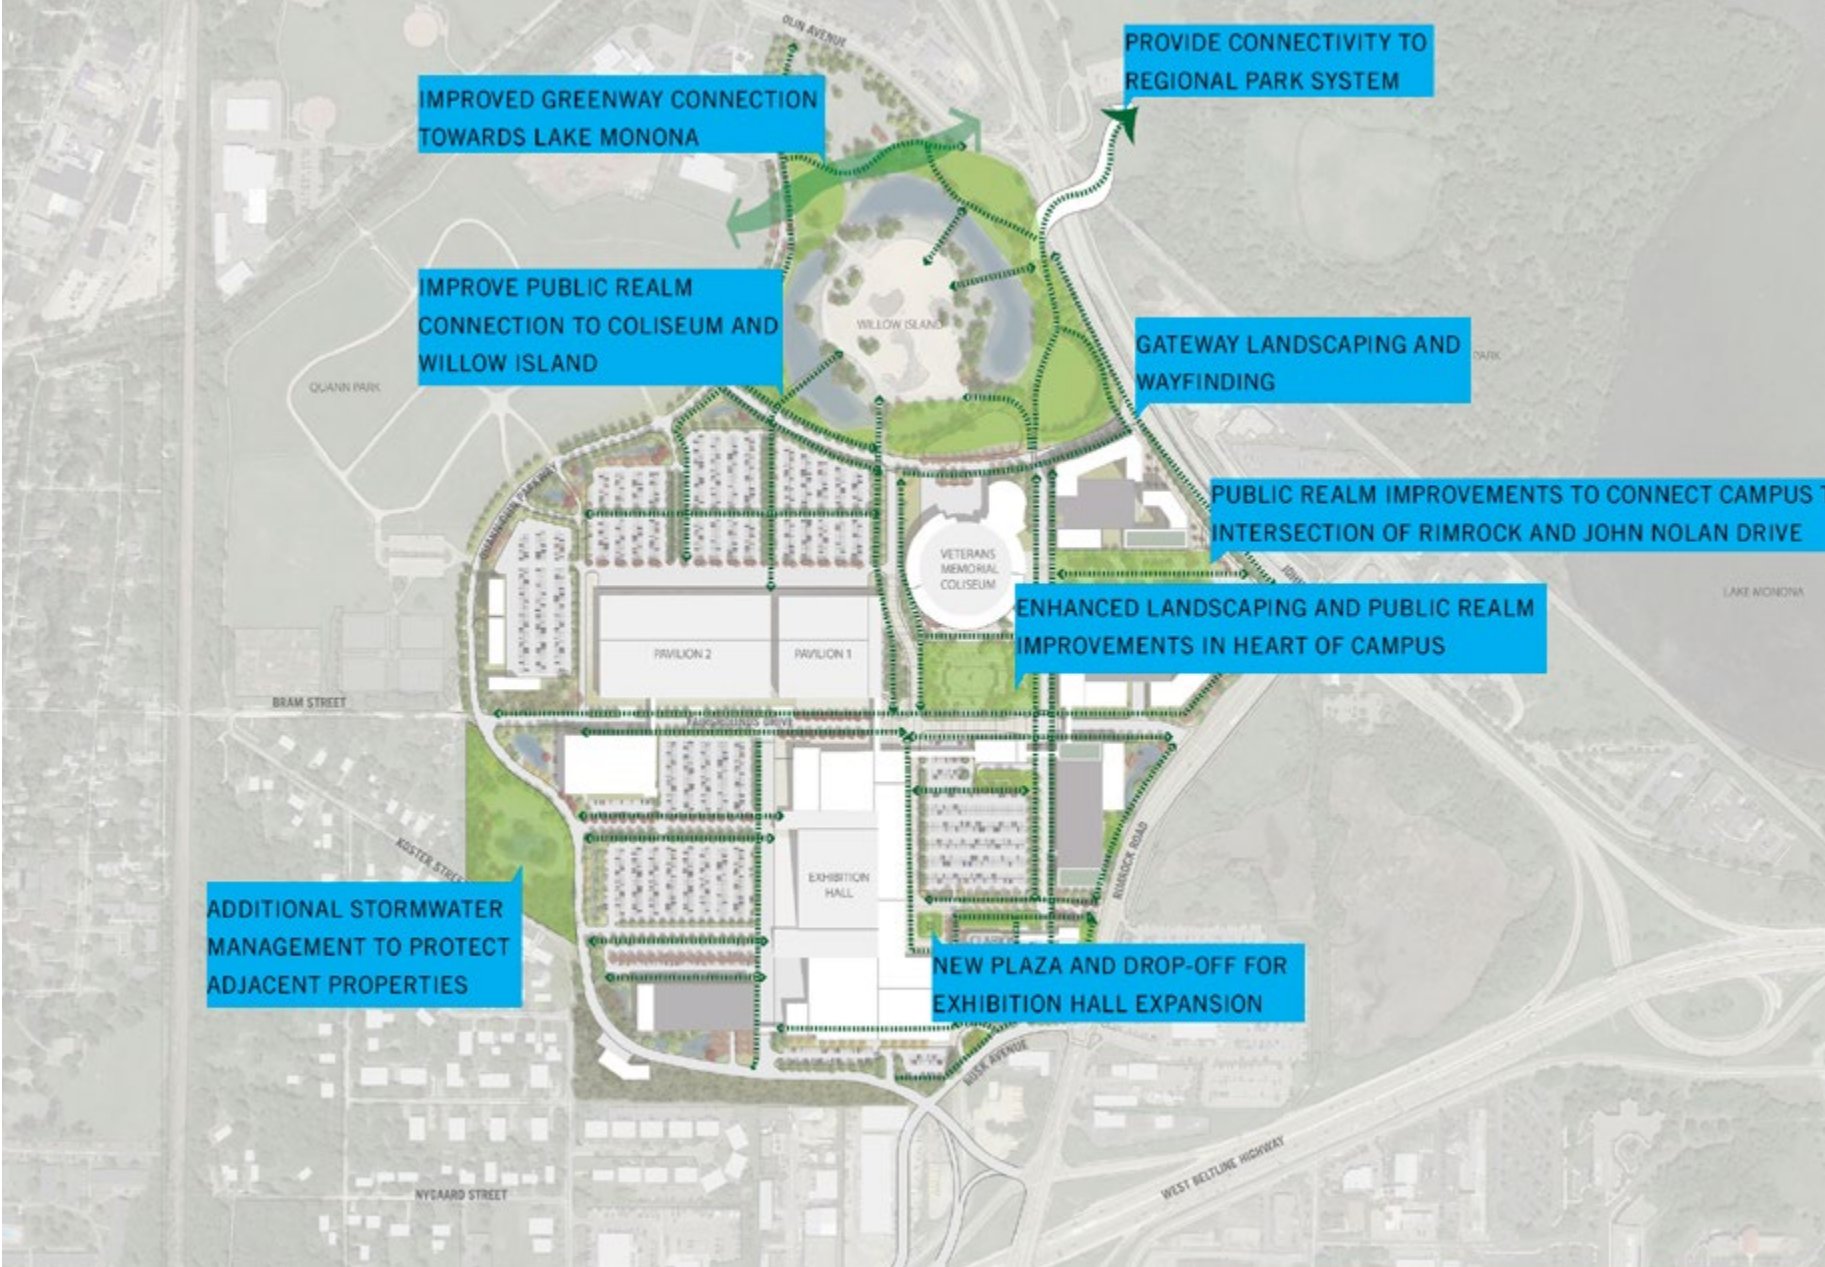 OLIN AVENUE
PROVIDE CONNECTIVITY TO
REGIONAL PARK SYSTEM
IMPROVED GREENWAY CONNECTION
TOWARDS LAKE MONONA
IMPROVE PUBLIC REALM
CONNECTION TO COLISEUM AND
WILLOW ISLAND
WILLOW ISLAND
GATEWAY LANDSCAPING AND
WAYFINDING
PARK
QUANN PARK
PUBLIC REALM IMPROVEMENTS TO CONNECT CAMPUS
INTERSECTION OF RIMROCK AND JOHN NOLAN DRIVE
PARKWAY
VETERANS
MEMORIAL
COLISEUM
LAKE MONONA
ENHANCED LANDSCAPING AND PUBLIC REALM
IMPROVEMENTS IN HEART OF CAMPUS
PAVILION 2
PAVILION 1
BRAM STREET
FAIRGROUNDS DRIVE
KOSTER STREET
RIMROCK ROAD
EXHIBITION
HALL
ADDITIONAL STORMWATER
MANAGEMENT TO PROTECT
ADJACENT PROPERTIES
NEW PLAZA AND DROP-OFF FOR
EXHIBITION HALL EXPANSION
NYGAARD STREET
WEST BELTLINE HIGHWAY